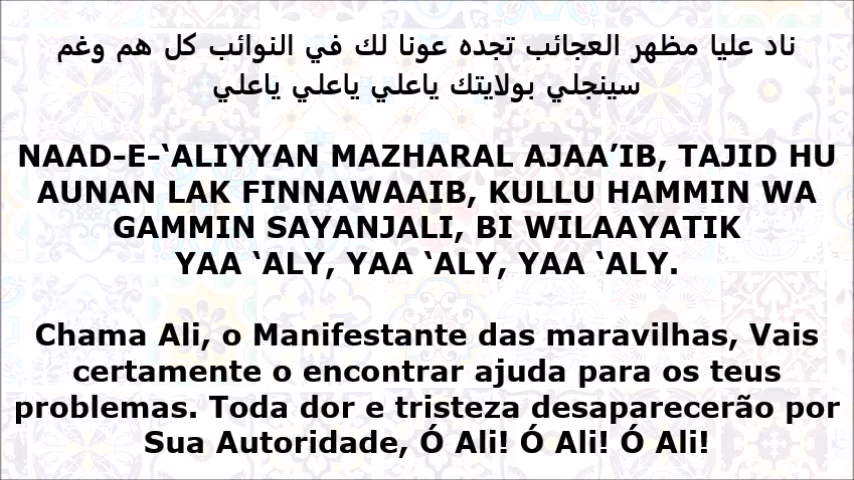 ناد عليا مظهر العجائب تجده عونا لك في النوائب كل هم وغم
سينجلي بولايتك ياعلي ياعلي ياعلي
NAAD-E-‘ALIYYAN MAZHARAL AJAA’IB, TAJID HU
AUNAN LAK FINNAWAAIB, KULLU HAMMIN WA
GAMMIN SAYANJALI, BI WILAAYATIK
YAA ‘ALY, YAA ‘ALY, YAA ‘ALY.
Chama Ali, o Manifestante das maravilhas, Vais
certamente o encontrar ajuda para os teus
problemas. Toda dor e tristeza desaparecerão por
Sua Autoridade, Ó Ali! Ó Ali! Ó Ali!